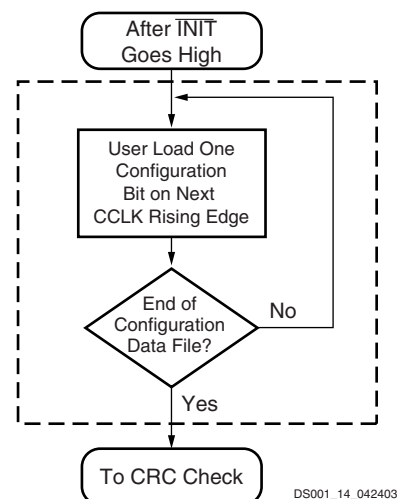 After INIT
Goes High
User Load One
Configuration
Bit on Next
CCLK Rising Edge
End of
Configuration
Data File?
No
Yes
To CRC Check
DS001_14_042403